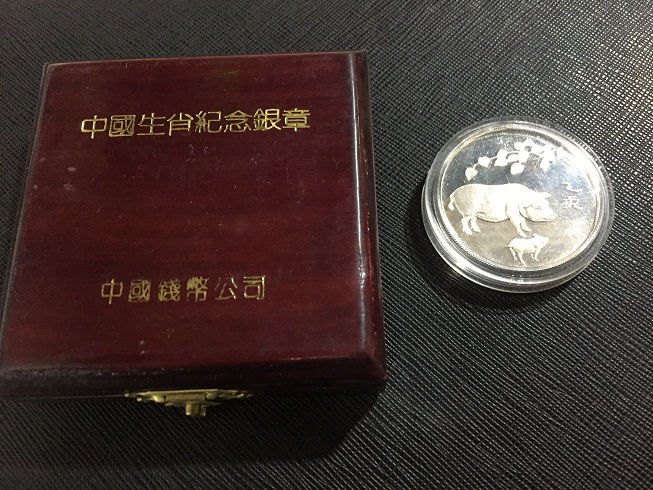 中國生肖紀念銀章
中國錢幣公司
乙亥